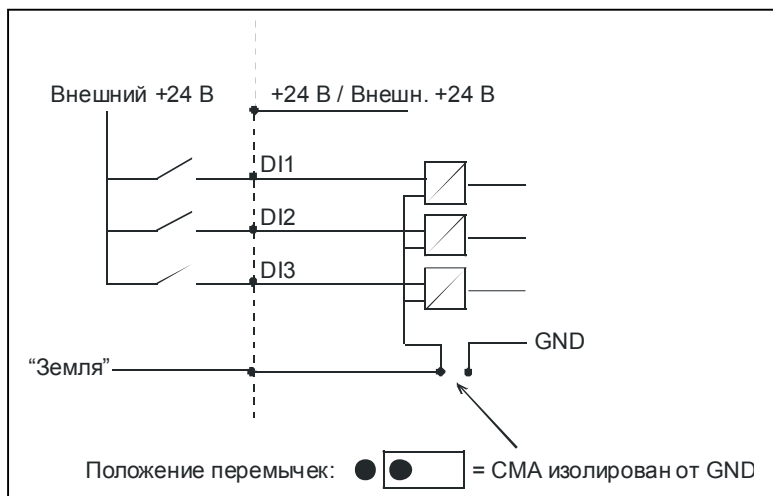 Внешний +24 В
+24 В / Внешн. +24 В
DI1
DI2
DI3
GND
“Земля”
Положение перемычек:
= CMA изолирован от GND